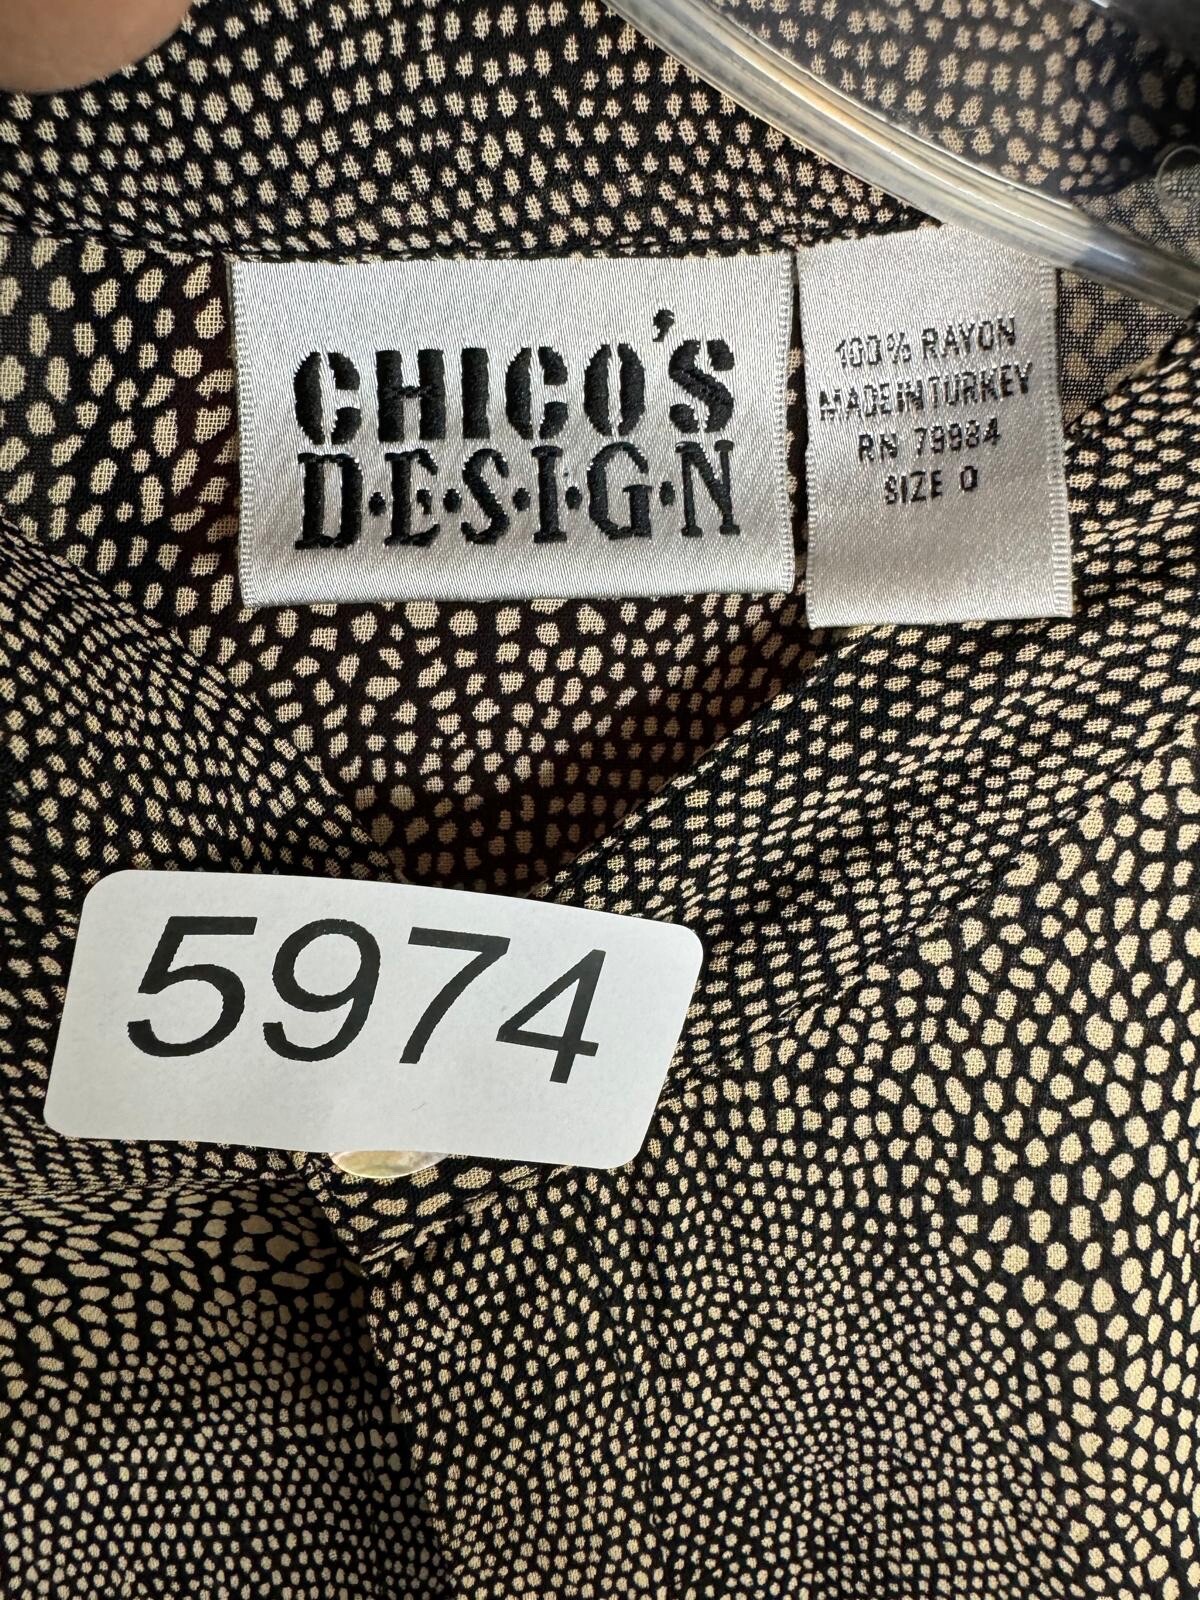 CHICO'S
D·E·S·I·G·N
100% RAYON
MADE IN TURKEY
RN 79984
SIZE 0
5974